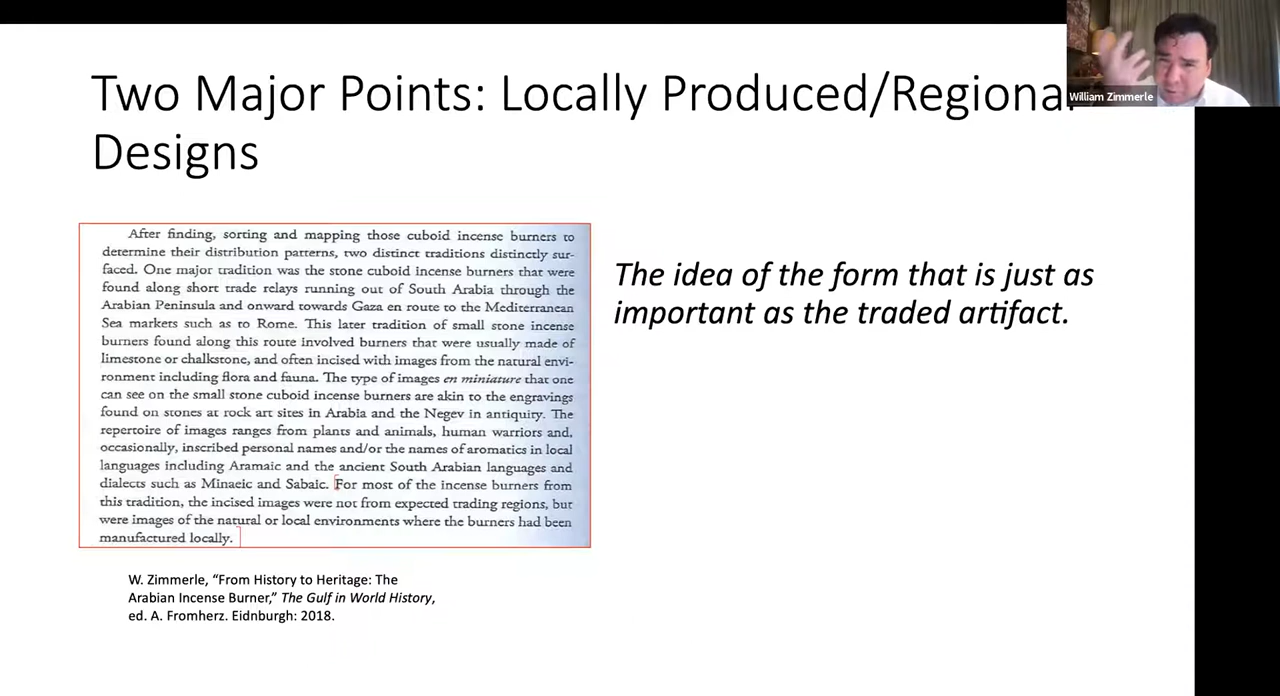 Two Major Points: Locally Produced/Regional
Designs
William Zimmerle
After finding, sorting and mapping those cuboid incense burners to
determine their distribution patterns, two distinct traditions distinctly sur-
faced. One major tradition was the stone cuboid incense burners that were
found along short trade relays running out of South Arabia through the
Arabian Peninsula and onward towards Gaza en route to the Mediterranean
Sea markets such as to Rome. This later tradition of small stone incense
burners found along this route involved burners that were usually made of
limestone or chalkstone, and often incised with images from the natural envi-
ronment including flora and fauna. The type of images en miniature that one
can see on the small stone cuboid incense burners are akin to the engravings
found on stones at rock art sites in Arabia and the Negev in antiquity. The
repertoire of images ranges from plants and animals, human warriors and,
occasionally, inscribed personal names and/or the names of aromatics in local
languages including Aramaic and the ancient South Arabian languages and
dialects such as Minaeic and Sabaic. For most of the incense burners from
this tradition, the incised images were not from expected trading regions, but
were images of the natural or local environments where the burners had been
manufactured locally.
The idea of the form that is just as
important as the traded artifact.
W. Zimmerle, “From History to Heritage: The
Arabian Incense Burner,” The Gulf in World History,
ed. A. Fromherz. Eidnburgh: 2018.